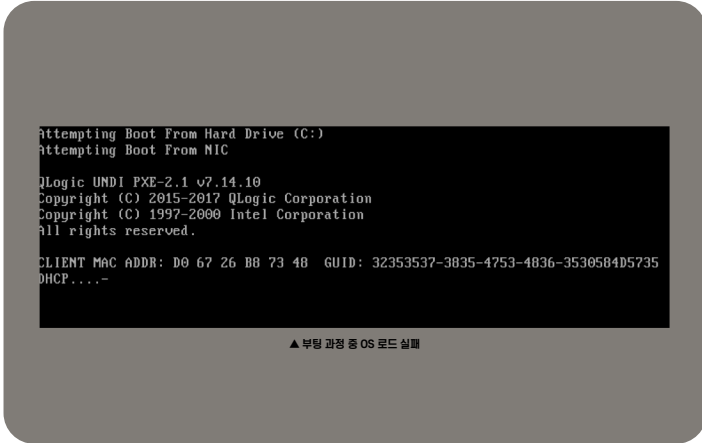 Attempting Boot From Hard Drive (C:)
Attempting Boot From NIC
QLogic UNDI PXE-2.1 v7.14.10
Copyright (C) 2015-2017 QLogic Corporation
Copyright (C) 1997-2000 Intel Corporation
All rights reserved.
CLIENT MAC ADDR: D0 67 26 B8 73 48 GUID: 32353537-3835-4753-4836-3530584D5735
DHCP....-
▲ 부팅 과정 중 OS 로드 실패